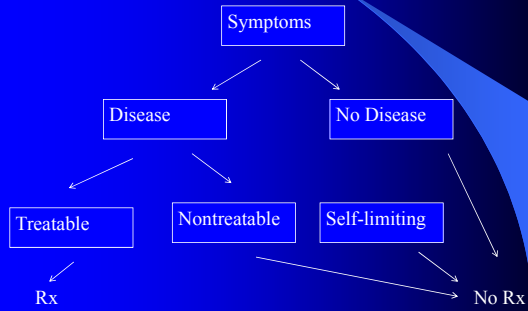 Symptoms
Disease
No Disease
Treatable
Nontreatable
Self-limiting
Rx
No Rx